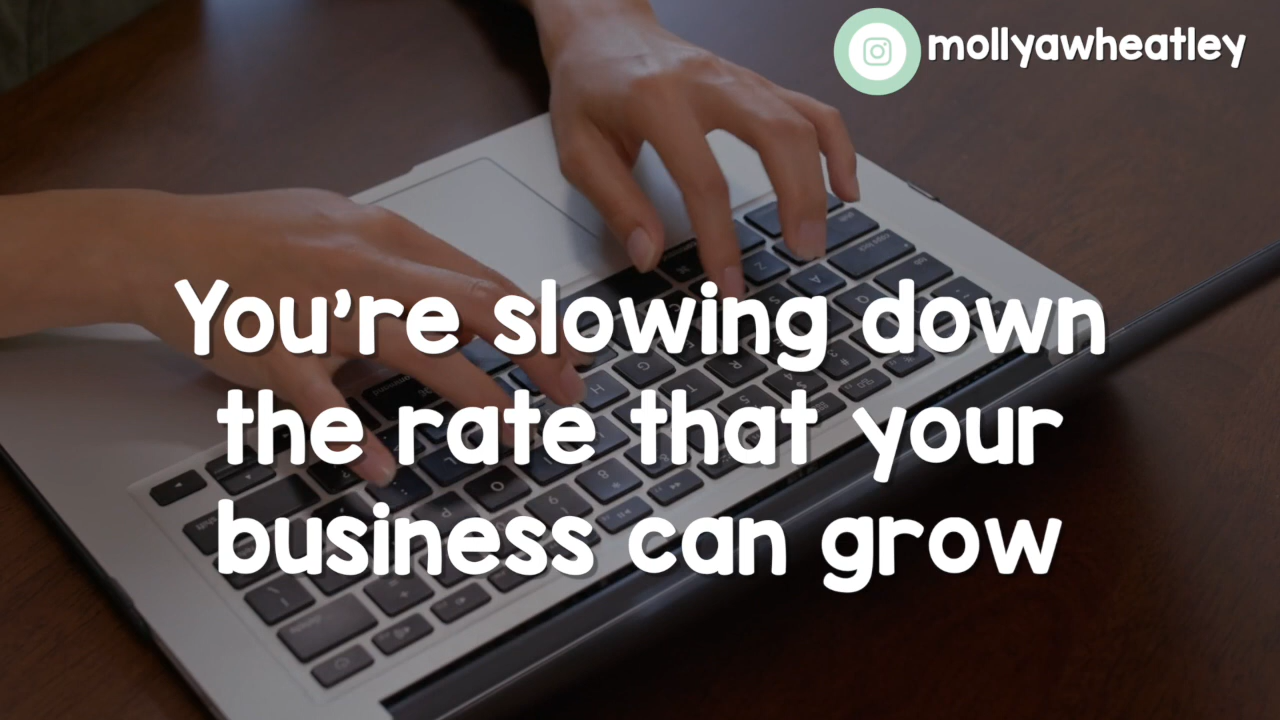 mollyawheatley
You're slowing down
the rate that your
business can grow